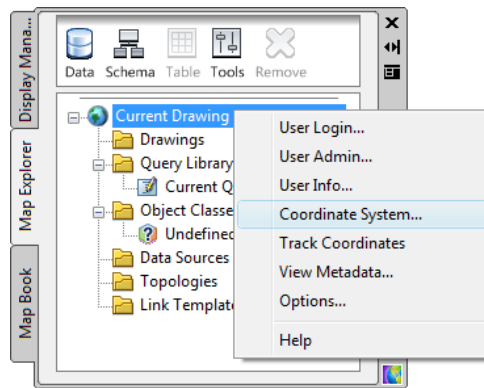 Display Mana...
Map Explorer
Map Book
Data Schema Table Tools Remove
Current Drawing
Drawings
Query Library
Current Q
Object Classe
Undefined
Data Sources
Topologies
Link Template
User Login...
User Admin...
User Info...
Coordinate System...
Track Coordinates
View Metadata...
Options...
Help